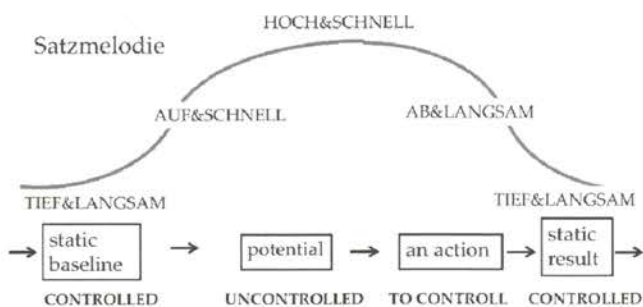 HOCH&SCHNELL
Satzmelodie
AUF&SCHNELL
AB&LANGSAM
TIEF&LANGSAM
TIEF&LANGSAM
static
baseline
potential
an action
static
result
CONTROLLED
UNCONTROLLED
TO CONTROLL
CONTROLLED